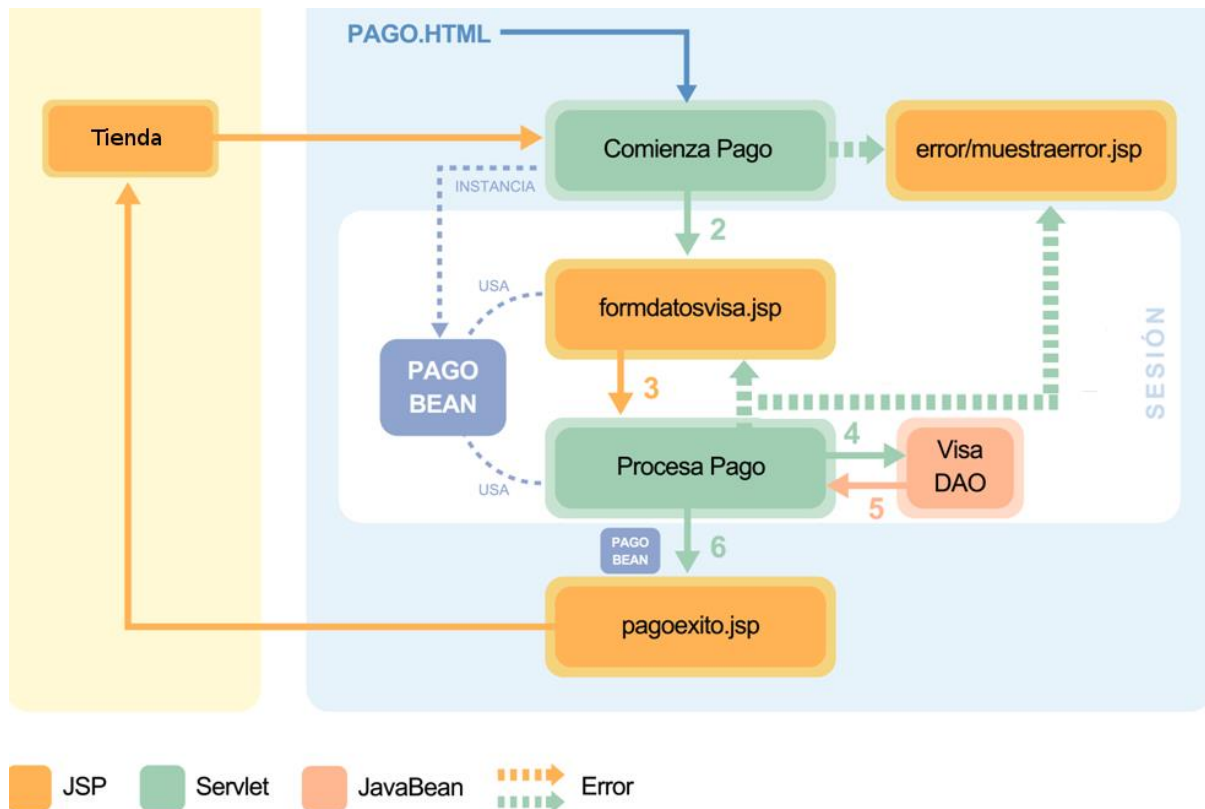 PAGO.HTML
Tienda
Comienza Pago
error/muestraerror.jsp
INSTANCIA
2
USA
formdatosvisa.jsp
PAGO
BEAN
3
SESIÓN
4
Visa
DAO
Procesa Pago
5
USA
PAGO
BEAN
6
pagoexito.jsp
JSP
Servlet
JavaBean
Error